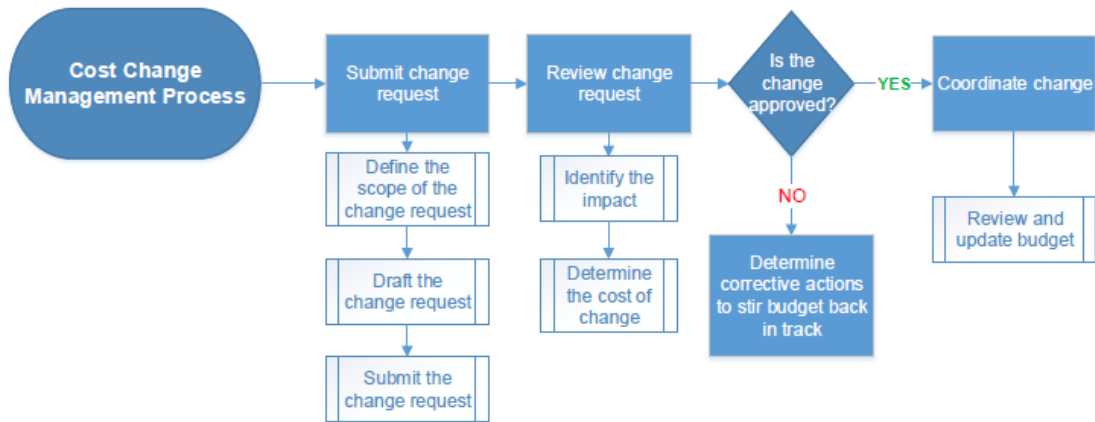 Cost Change
Management Process
Submit change
request
Define the
scope of the
change request
Draft the
change request
Submit the
change request
Review change
request
Identify the
impact
Determine
the cost of
change
Is the
change
approved?
YES
NO
Determine
corrective actions
to stir budget back
in track
Coordinate change
Review and
update budget